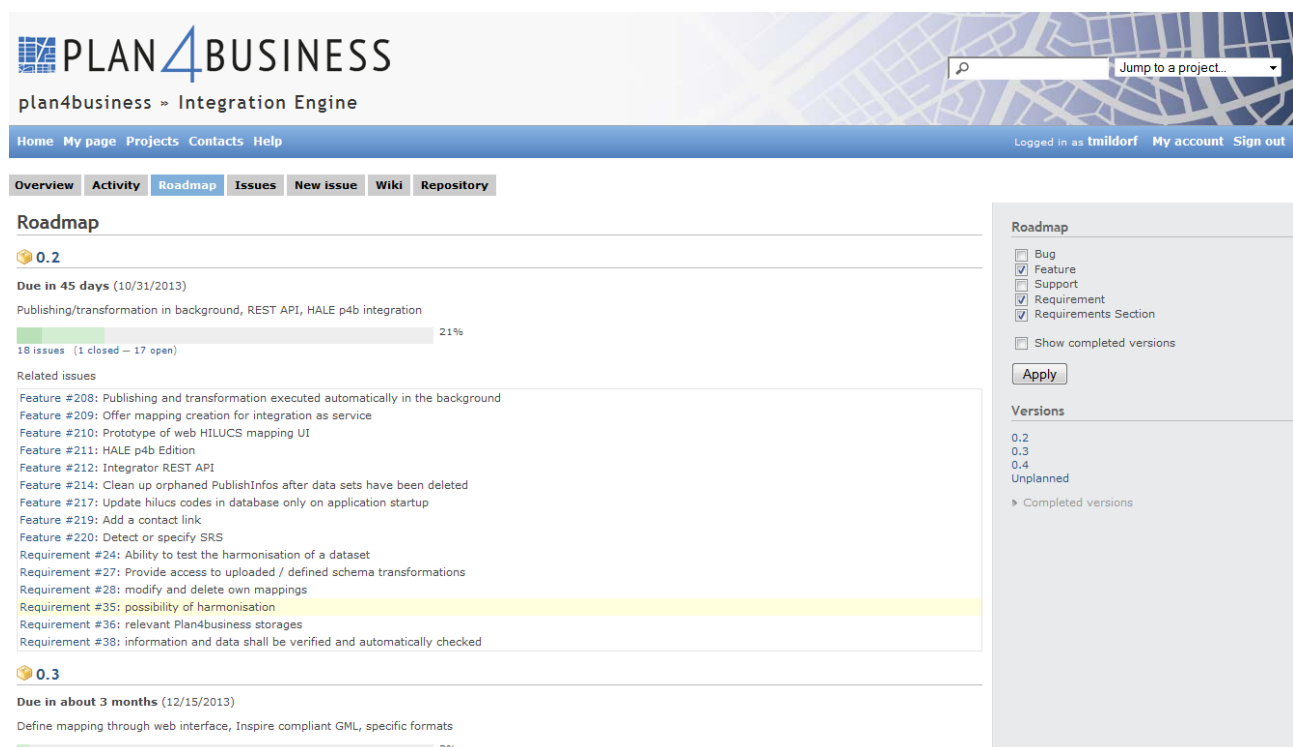 PLAN4BUSINESS
Jump to a project...
plan4business » Integration Engine
Home My page Projects Contacts Help
Logged in as tmildorf My account Sign out
Overview Activity Roadmap Issues New issue Wiki Repository
Roadmap
0.2
Due in 45 days (10/31/2013)
Publishing/transformation in background, REST API, HALE p4b integration
21%
18 issues (1 closed — 17 open)
Related issues
Feature #208: Publishing and transformation executed automatically in the background
Feature #209: Offer mapping creation for integration as service
Feature #210: Prototype of web HILUCS mapping UI
Feature #211: HALE p4b Edition
Feature #212: Integrator REST API
Feature #214: Clean up orphaned PublishInfos after data sets have been deleted
Feature #217: Update hilucs codes in database only on application startup
Feature #219: Add a contact link
Feature #220: Detect or specify SRS
Requirement #24: Ability to test the harmonisation of a dataset
Requirement #27: Provide access to uploaded / defined schema transformations
Requirement #28: modify and delete own mappings
Requirement #35: possibility of harmonisation
Requirement #36: relevant Plan4business storages
Requirement #38: information and data shall be verified and automatically checked
0.3
Due in about 3 months (12/15/2013)
Define mapping through web interface, Inspire compliant GML, specific formats
Roadmap
Bug
Feature
Support
Requirement
Requirements Section
Show completed versions
Apply
Versions
0.2
0.3
0.4
Unplanned
Completed versions